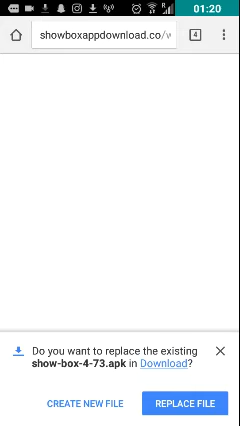 01:20
showboxappdownload.co/w
4
Do you want to replace the existing
show-box-4-73.apk in Download?
CREATE NEW FILE
REPLACE FILE